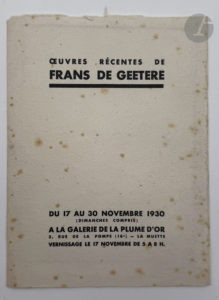 ŒUVRES RÉCENTES DE
FRANS DE GEETERE
DU 17 AU 30 NOVEMBRE 1930
(DIMANCHES COMPRIS)
A LA GALERIE DE LA PLUME D'OR
2, RUE DE LA POMPE (16e) — LA MUETTE
VERNISSAGE LE 17 NOVEMBRE DE 5 A 8 H.